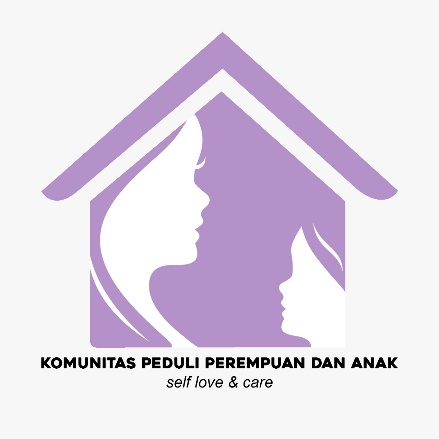 KOMUNITAS PEDULI PEREMPUAN DAN ANAK
self love & care